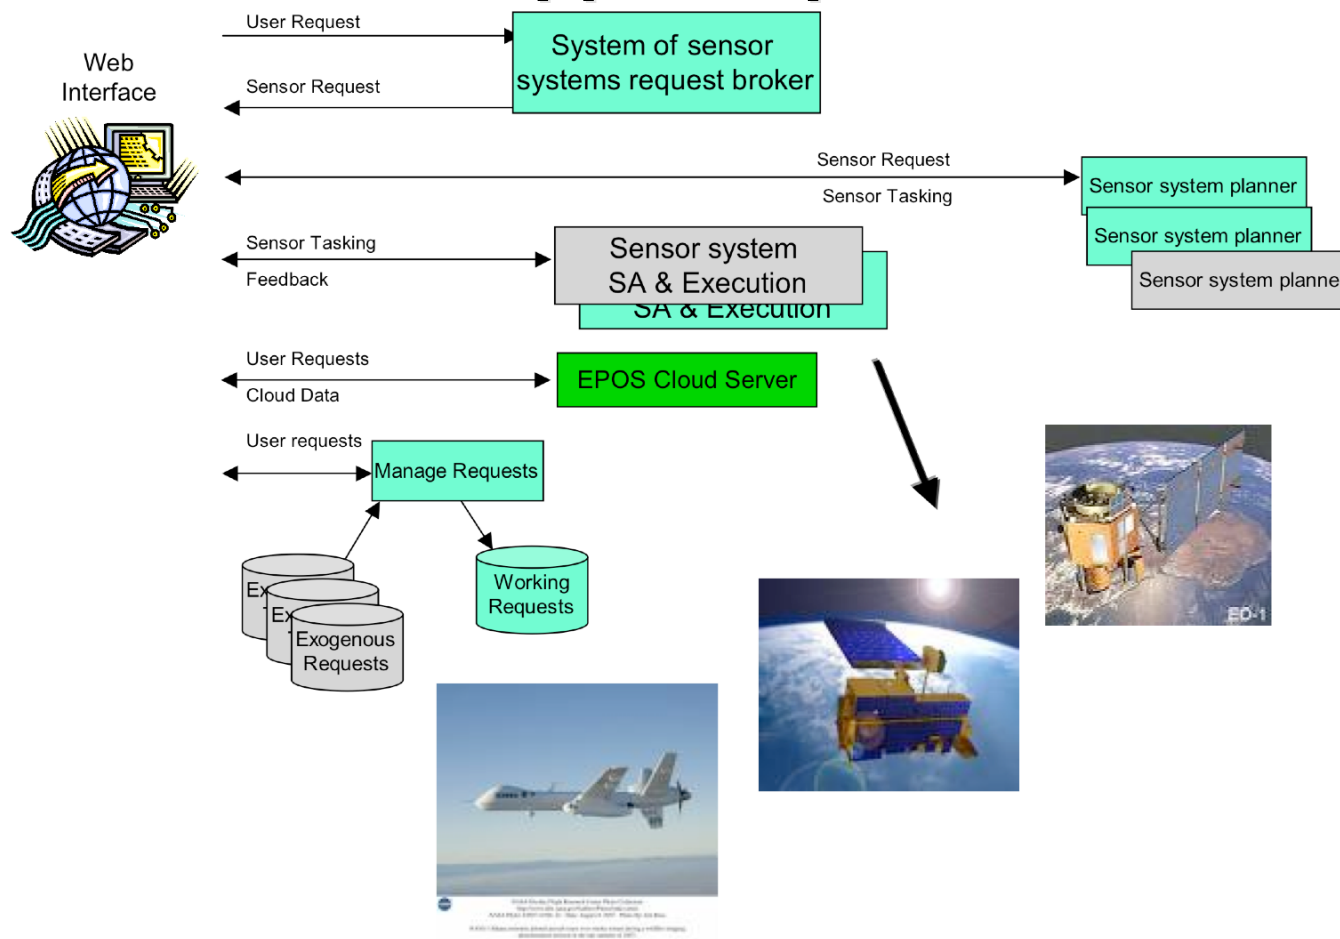 User Request
System of sensor
systems request broker
Web
Interface
Sensor Request
Sensor Request
Sensor Tasking
Sensor system planner
Sensor system planner
Sensor system planne
Sensor Tasking
Feedback
Sensor system
SA & Execution
SA & Execution
User Requests
Cloud Data
EPOS Cloud Server
User requests
Manage Requests
Working
Requests
Ex
Ex
Exogenous
Requests
EO-1